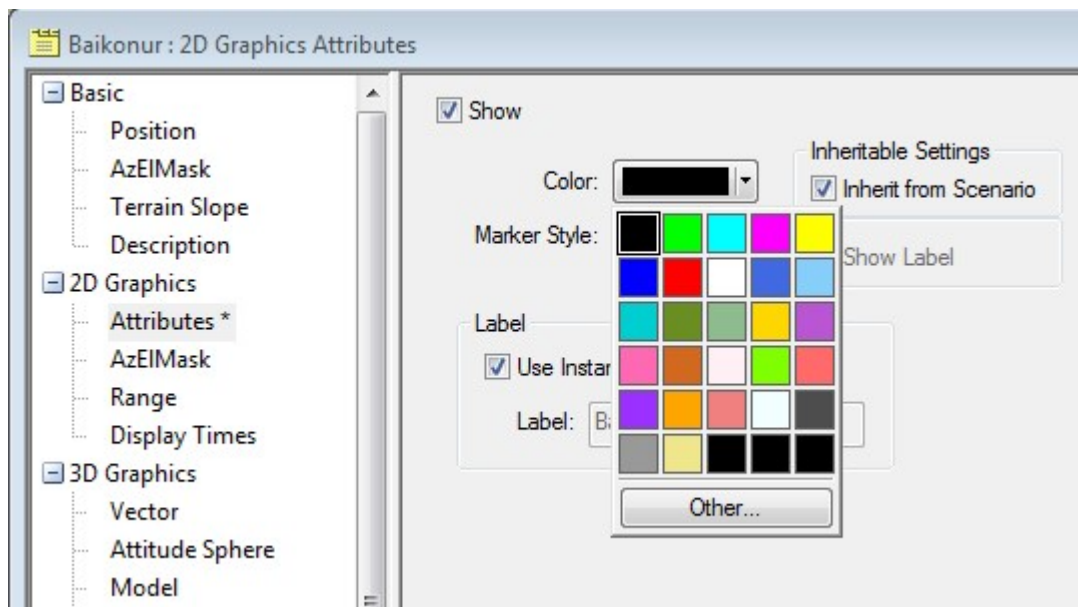 Baikonur : 2D Graphics Attributes
Basic
Position
AzElMask
Terrain Slope
Description
2D Graphics
Attributes *
AzElMask
Range
Display Times
3D Graphics
Vector
Attitude Sphere
Model
Show
Color:
Inheritable Settings
Inherit from Scenario
Marker Style:
Show Label
Label
Use Instan
Label: Ba
Other...